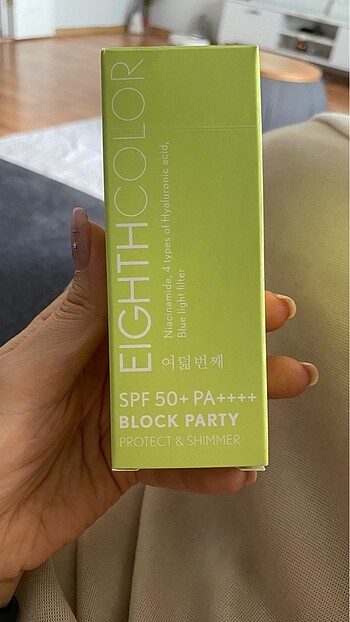 EIGHTHCOLOR
Niacinamide, 4 types of Hyaluronic acid,
Blue light filter
여덟번째
SPF 50+ PA++++
BLOCK PARTY
PROTECT & SHIMMER